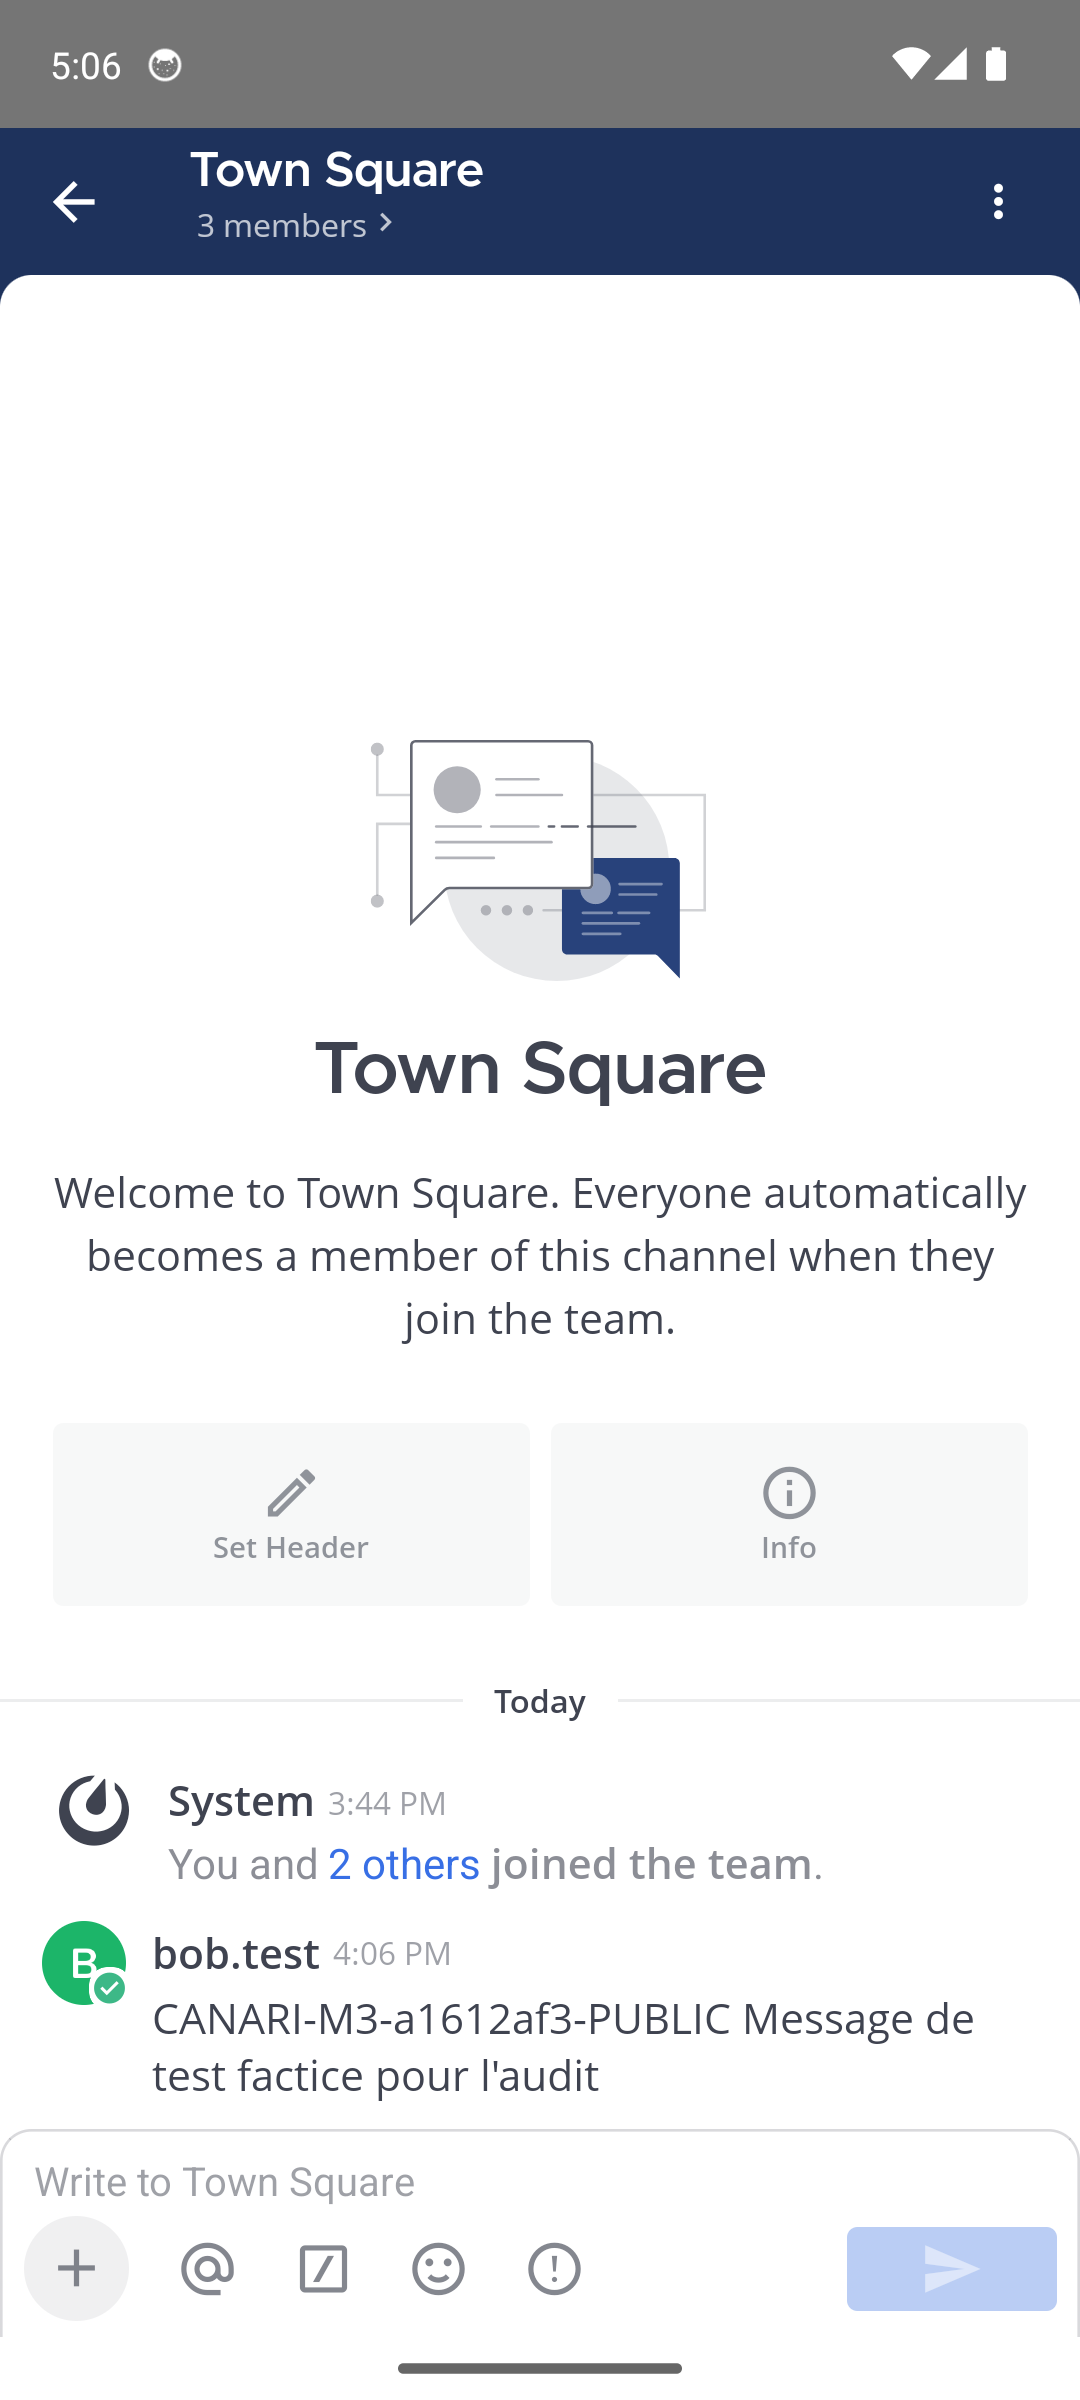 5:06
Town Square
3 members
Town Square
Welcome to Town Square. Everyone automatically
becomes a member of this channel when they
join the team.
Set Header
Info
Today
System 3:44 PM
You and 2 others joined the team.
B
bob.test 4:06 PM
CANARI-M3-a1612af3-PUBLIC Message de
test factice pour l'audit
Write to Town Square